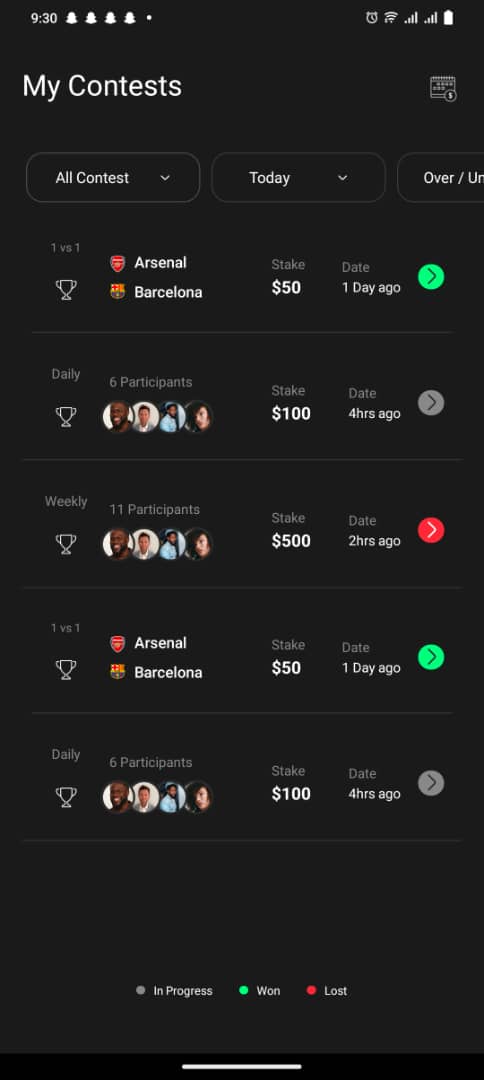 9:30
My Contests
All Contest
Today
Over / Un
1 vs 1
Arsenal
Barcelona
Stake
$50
Date
1 Day ago
Daily
6 Participants
Stake
$100
Date
4hrs ago
Weekly
11 Participants
Stake
$500
Date
2hrs ago
1 vs 1
Arsenal
Barcelona
Stake
$50
Date
1 Day ago
Daily
6 Participants
Stake
$100
Date
4hrs ago
In Progress
Won
Lost